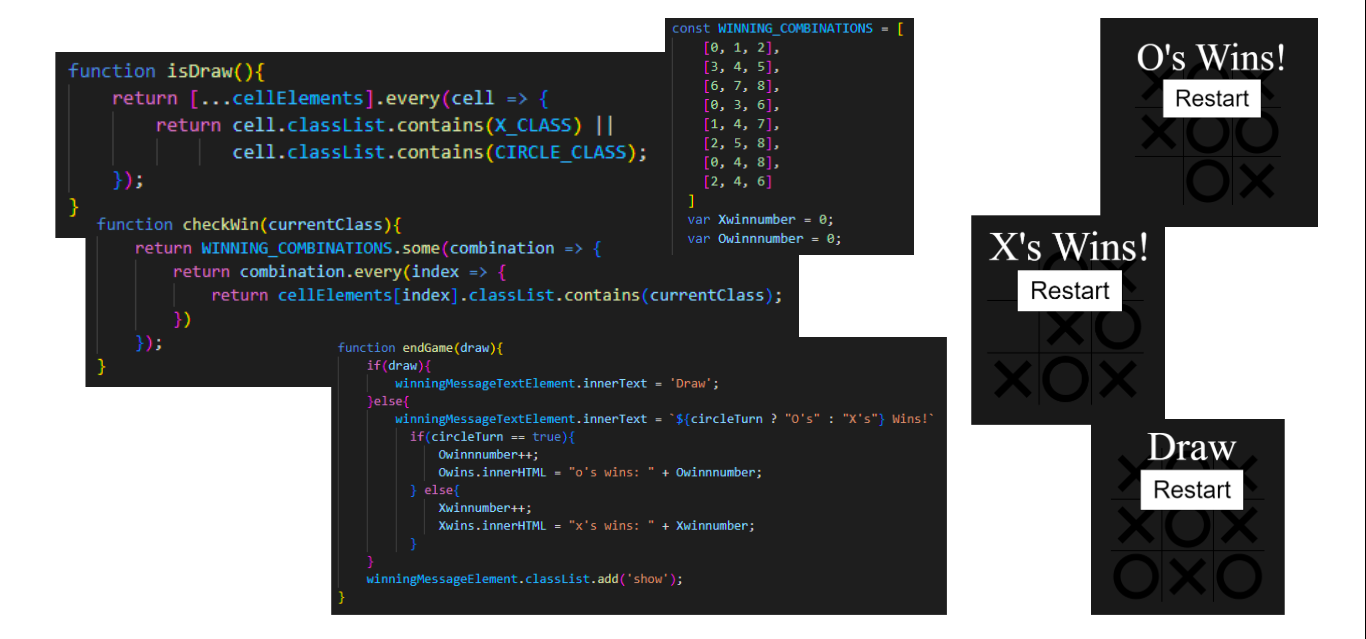 function isDraw(){
return [...cellElements].every(cell => {
return cell.classList.contains(X_CLASS) ||
cell.classList.contains(CIRCLE_CLASS);
});
}
function checkWin(currentClass){
return WINNING_COMBINATIONS.some(combination => {
return combination.every(index => {
return cellElements[index].classList.contains(currentClass);
})
});
}
const WINNING_COMBINATIONS = [
[0, 1, 2],
[3, 4, 5],
[6, 7, 8],
[0, 3, 6],
[1, 4, 7],
[2, 5, 8],
[0, 4, 8],
[2, 4, 6]
]
var Xwinnumber = 0;
var Owinnnumber = 0;
function endGame(draw){
if(draw){
winningMessageTextElement.innerText = 'Draw';
}else{
winningMessageTextElement.innerText = `${circleTurn ? "O's" : "X's"} Wins!`
if(circleTurn == true){
Owinnnumber++;
Owins.innerHTML = "o's wins: " + Owinnnumber;
} else{
Xwinnumber++;
Xwins.innerHTML = "x's wins: " + Xwinnumber;
}
}
winningMessageElement.classList.add('show');
}
O's Wins!
Restart
X's Wins!
Restart
Draw
Restart